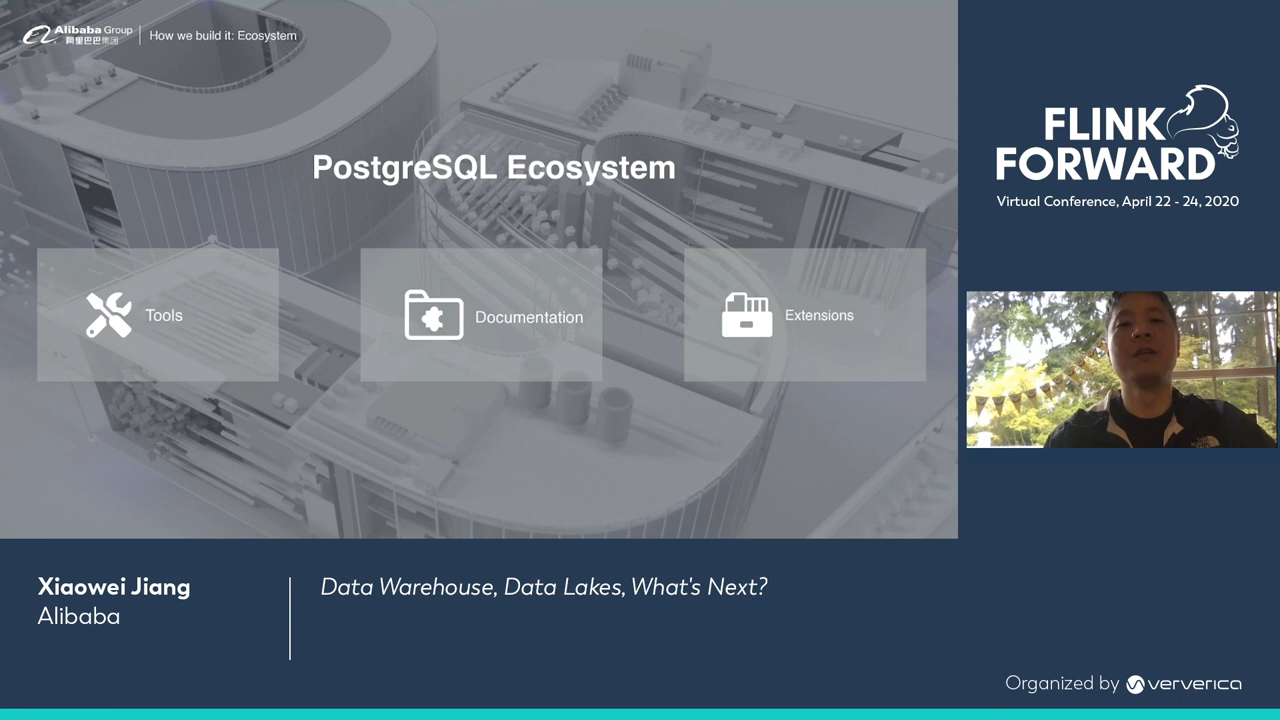 Alibaba Group
阿里巴巴集团
How we build it: Ecosystem
PostgreSQL Ecosystem
Tools
Documentation
Extensions
FLINK
FORWARD
Virtual Conference, April 22 - 24, 2020
Xiaowei Jiang
Alibaba
Data Warehouse, Data Lakes, What's Next?
Organized by ververica